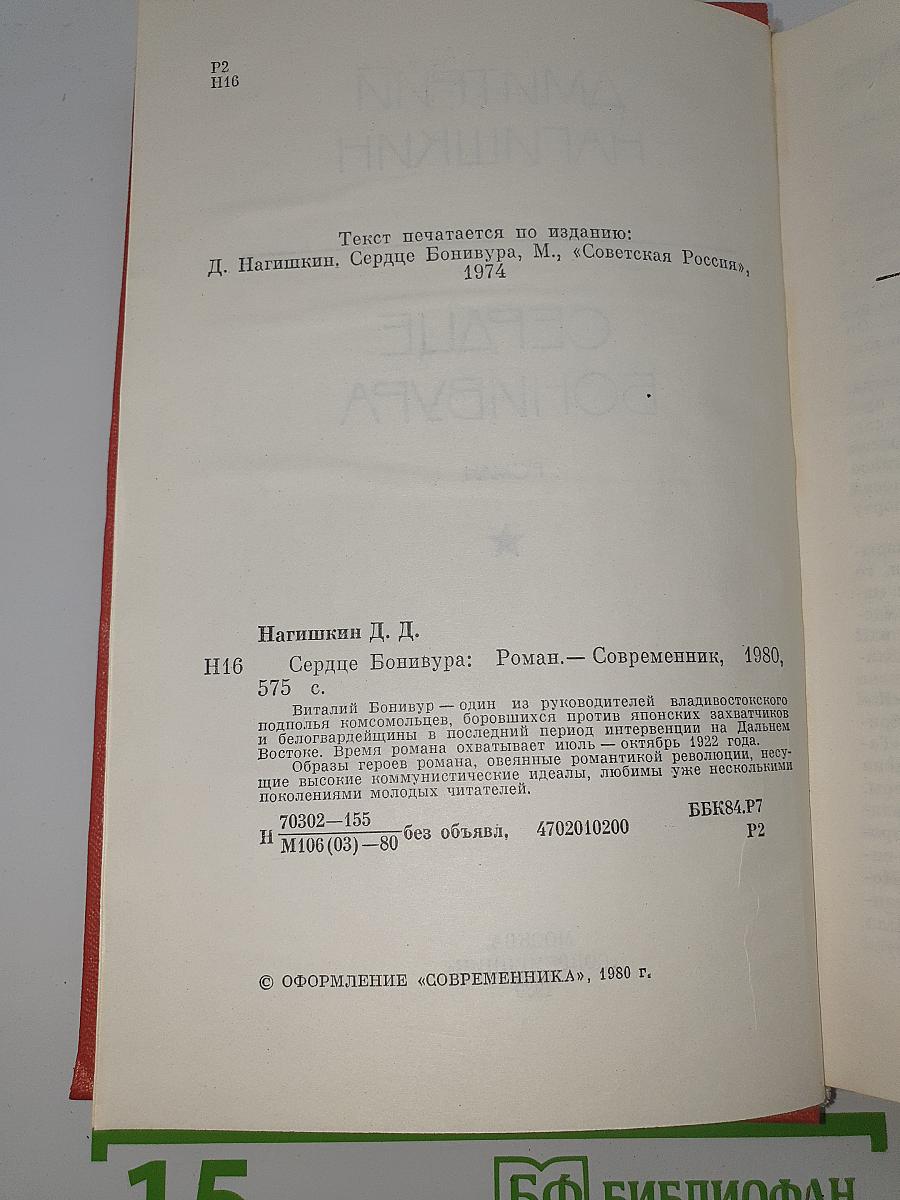 Р2
Н16
Текст печатается по изданию:
Д. Нагишкин. Сердце Бонивура, М., «Советская Россия»,
1974
Нагишкин Д. Д.
Н16 Сердце Бонивура: Роман.— Современник, 1980,
575 с.
Виталий Бонивур — один из руководителей владивостокского
подполья комсомольцев, боровшихся против японских захватчиков
и белогвардейщины в последний период интервенции на Дальнем
Востоке. Время романа охватывает июль — октябрь 1922 года.
Образы героев романа, овеянные романтикой революции, несу-
щие высокие коммунистические идеалы, любимы уже несколькими
поколениями молодых читателей.
Н 70302—155 без объявл, 4702010200
М106(03)—80
ББК84.Р7
Р2
© ОФОРМЛЕНИЕ «СОВРЕМЕННИКА», 1980 г.
15
БФ БИБЛИОФАН